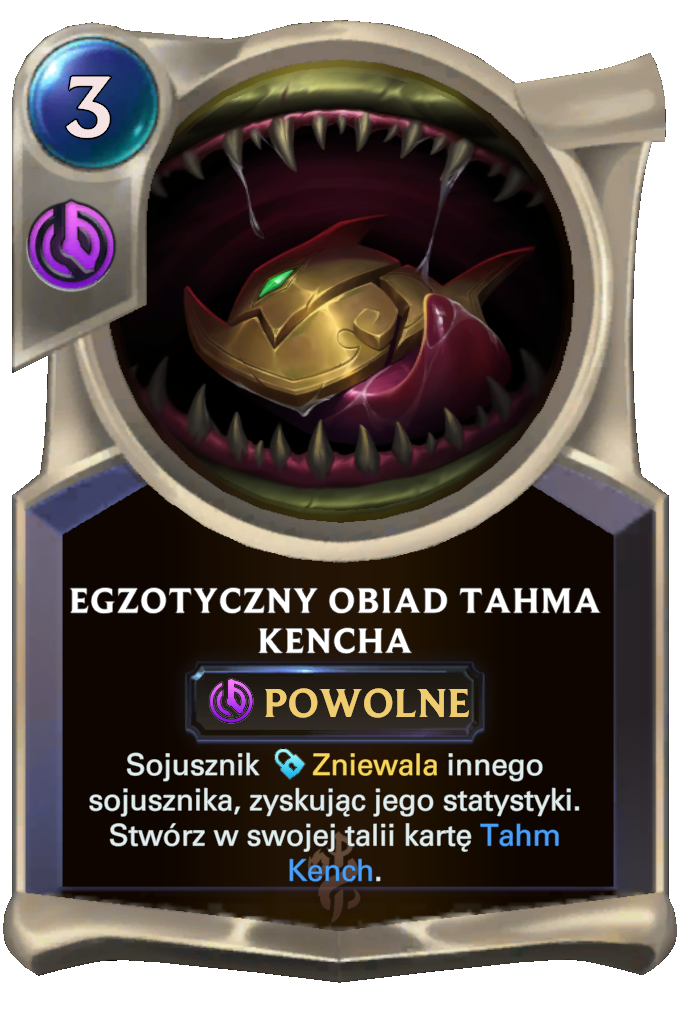 3
EGZOTYCZNY OBIAD TAHMA
KENCHA
POWOLNE
Sojusznik Zniewala innego
sojusznika, zyskując jego statystyki.
Stwórz w swojej talii kartę Tahm
Kench.